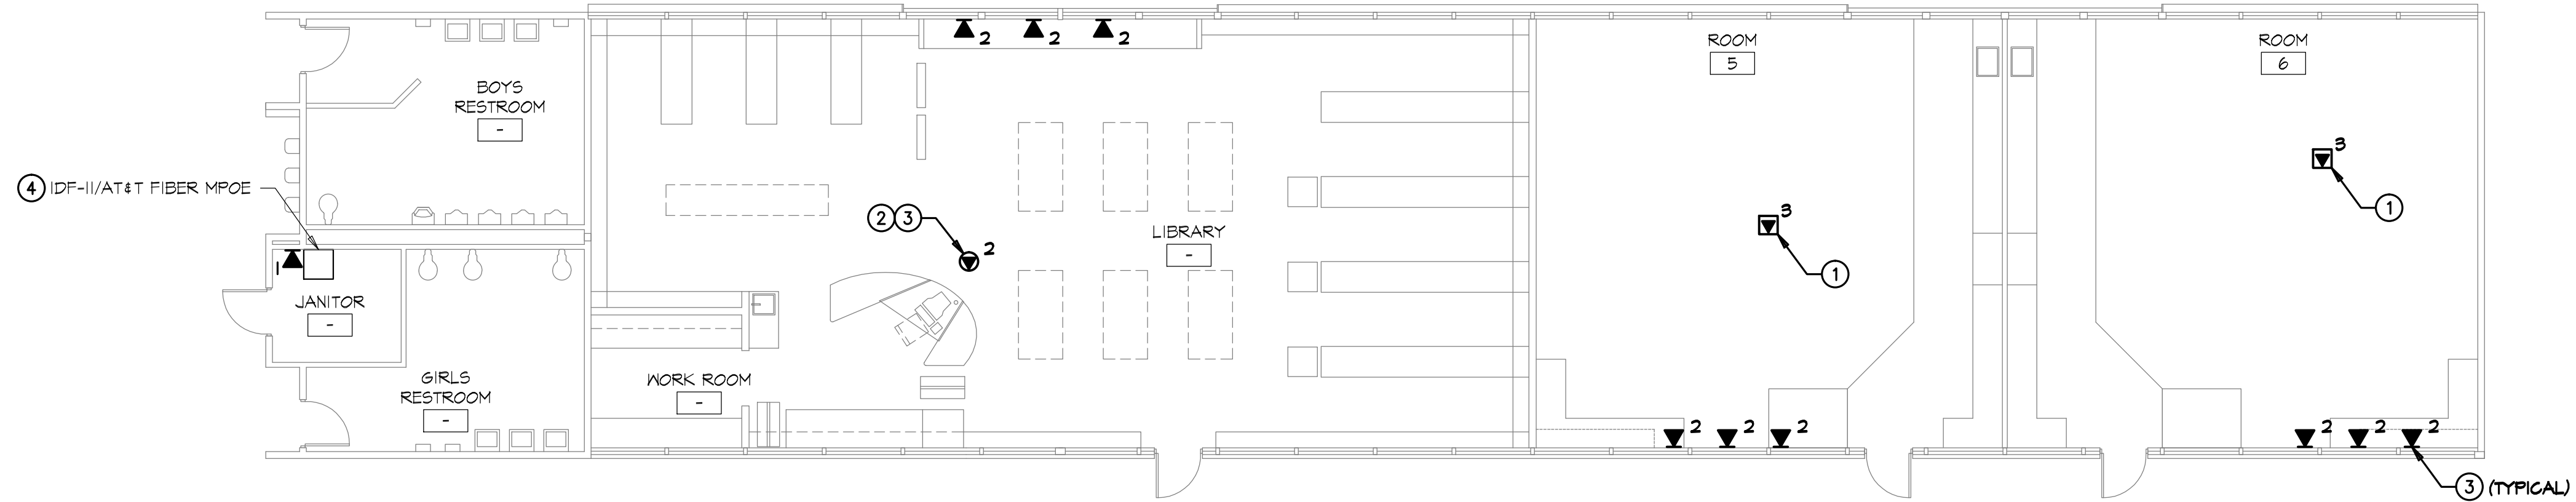 2
2
2
ROOM
5
ROOM
6
BOYS
RESTROOM
-
3
3
4 IDF-11/AT&T FIBER MPOE
1
2 3
2
LIBRARY
-
1
1
JANITOR
-
GIRLS
RESTROOM
-
WORK ROOM
-
2
2
2
2
2
2
3 (TYPICAL)